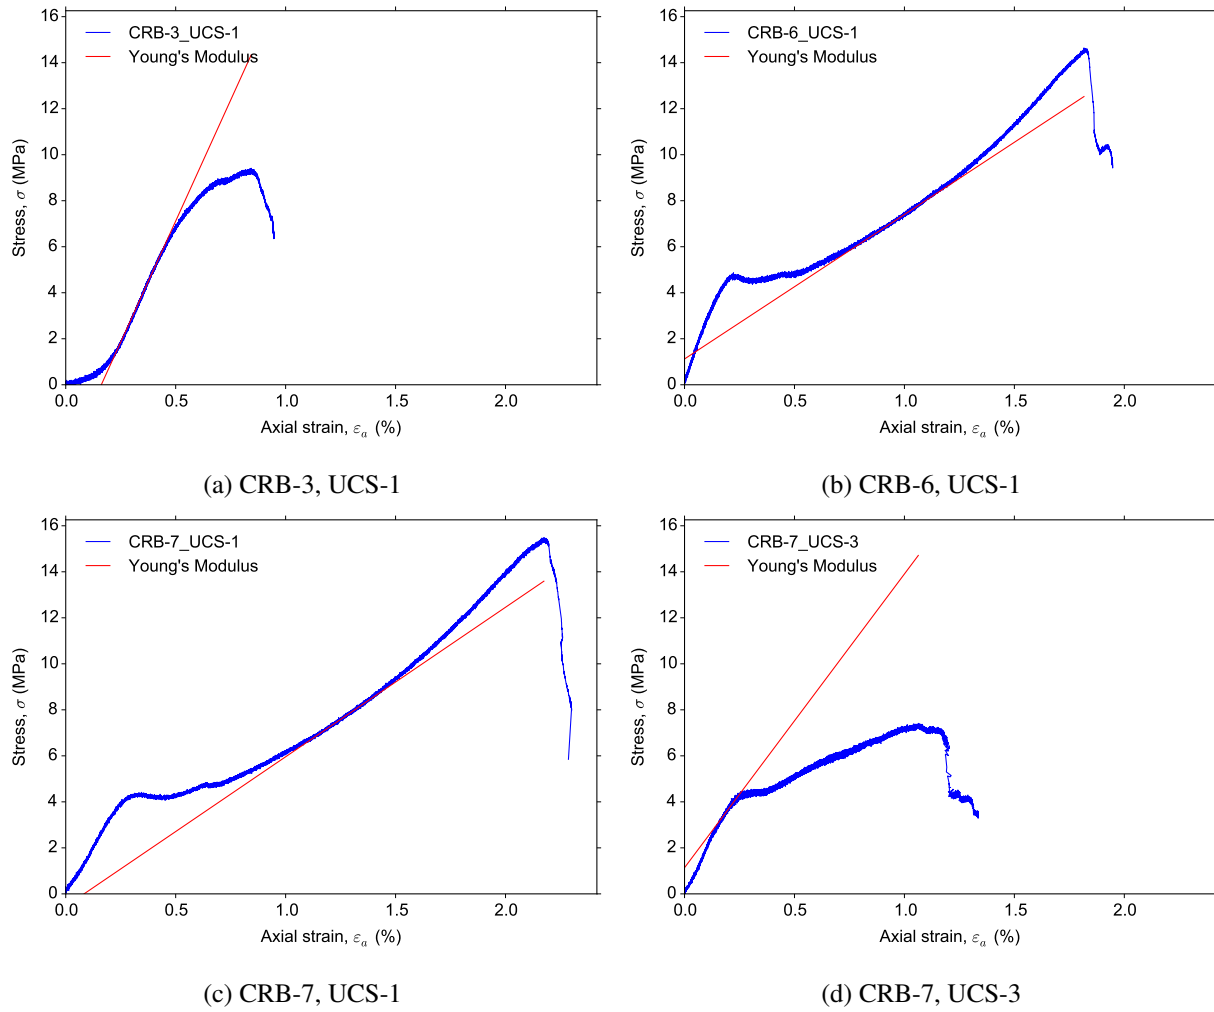 CRB-3_UCS-1
Young's Modulus
16
14
12
10
8
6
4
2
0
Stress, σ (MPa)
0.0 0.5 1.0 1.5 2.0
Axial strain, εₐ (%)
(a) CRB-3, UCS-1
CRB-6_UCS-1
Young's Modulus
16
14
12
10
8
6
4
2
0
Stress, σ (MPa)
0.0 0.5 1.0 1.5 2.0
Axial strain, εₐ (%)
(b) CRB-6, UCS-1
CRB-7_UCS-1
Young's Modulus
16
14
12
10
8
6
4
2
0
Stress, σ (MPa)
0.0 0.5 1.0 1.5 2.0
Axial strain, εₐ (%)
(c) CRB-7, UCS-1
CRB-7_UCS-3
Young's Modulus
16
14
12
10
8
6
4
2
0
Stress, σ (MPa)
0.0 0.5 1.0 1.5 2.0
Axial strain, εₐ (%)
(d) CRB-7, UCS-3